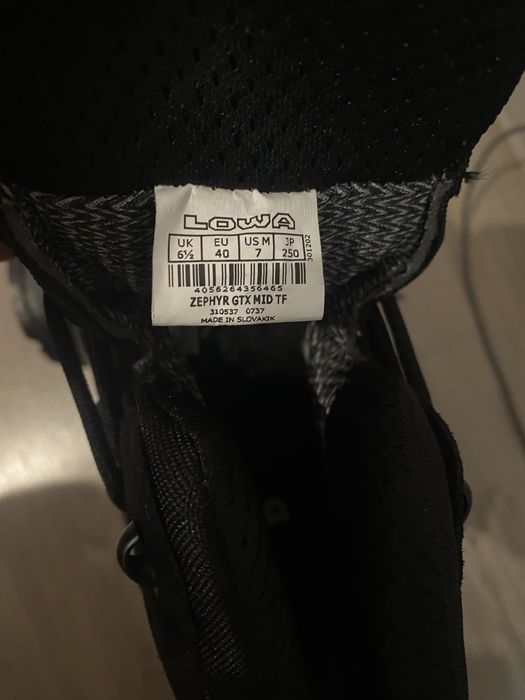 LOWA
UK EU US M JP
6½ 40 7 250
301202
4056264356465
ZEPHYR GTX MID TF
310537 0737
MADE IN SLOVAKIK